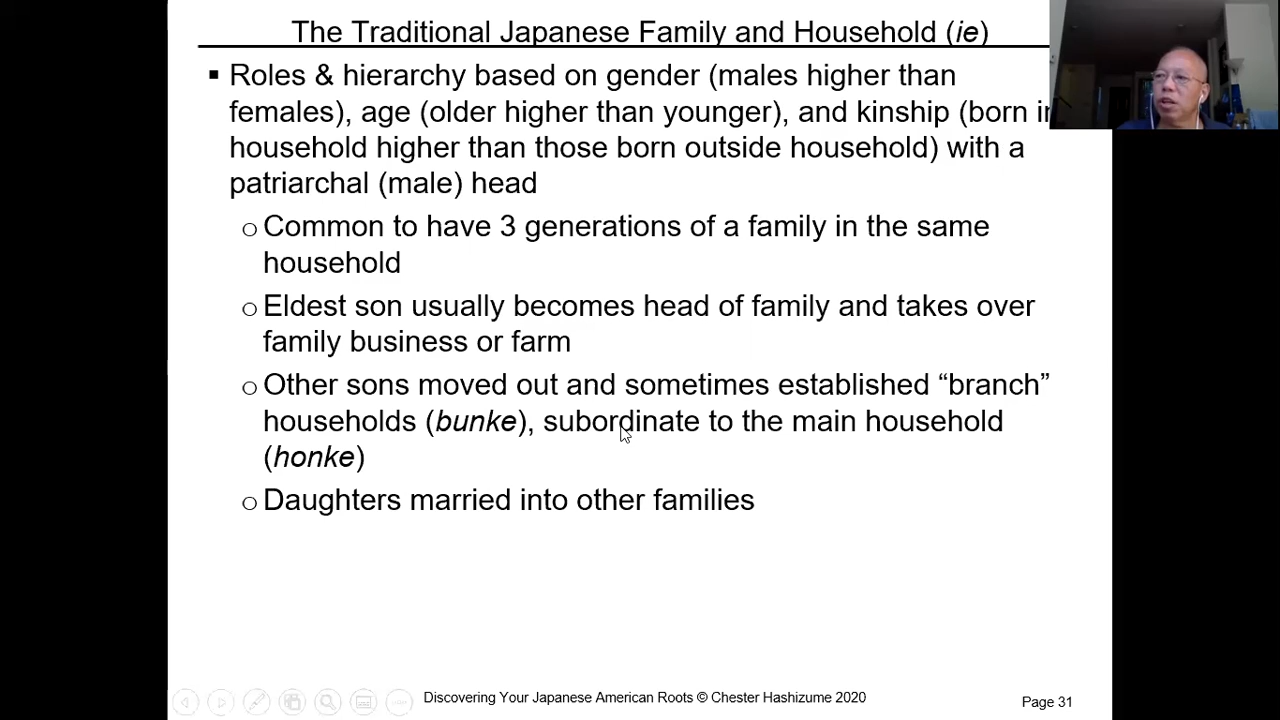 The Traditional Japanese Family and Household (ie)
▪ Roles & hierarchy based on gender (males higher than
females), age (older higher than younger), and kinship (born in
household higher than those born outside household) with a
patriarchal (male) head
o Common to have 3 generations of a family in the same
household
o Eldest son usually becomes head of family and takes over
family business or farm
o Other sons moved out and sometimes established “branch”
households (bunke), subordinate to the main household
(honke)
o Daughters married into other families
Discovering Your Japanese American Roots © Chester Hashizume 2020
Page 31